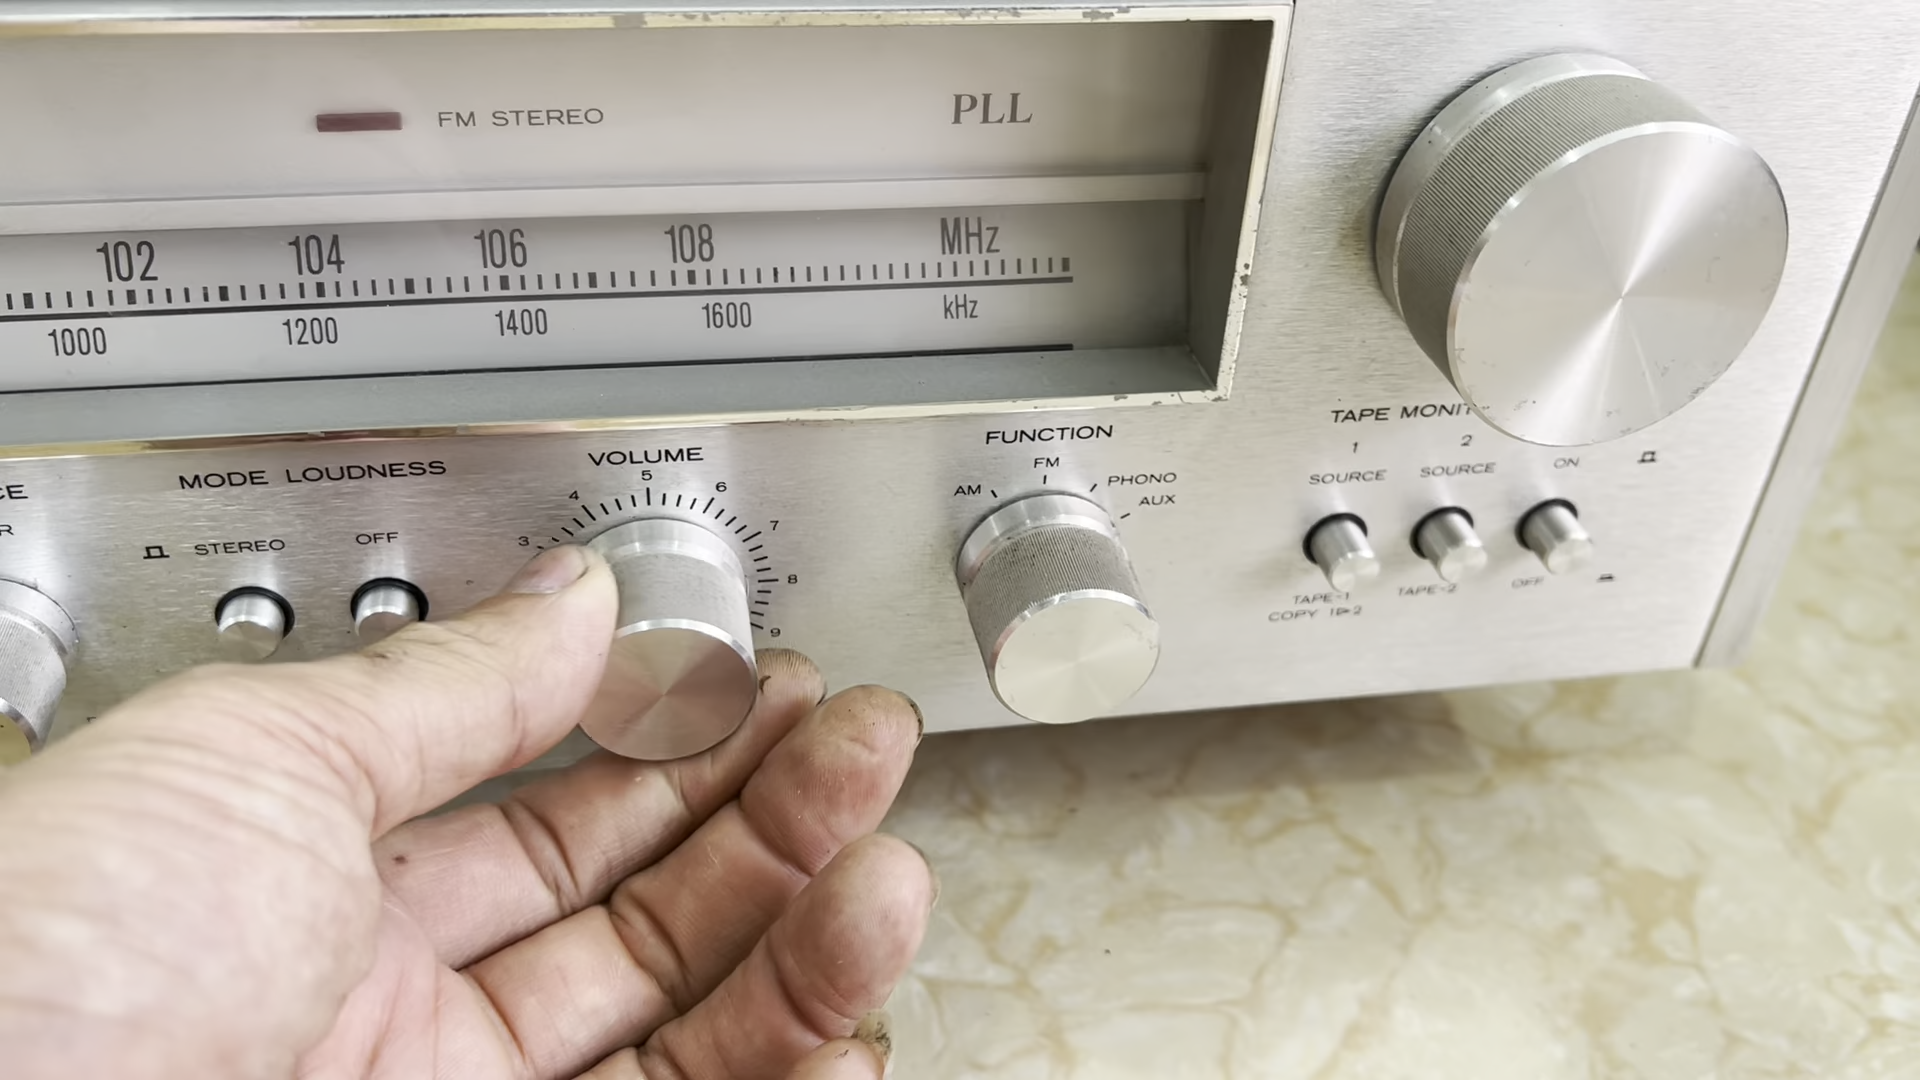 FM STEREO
PLL
102 104 106 108 MHz
1000 1200 1400 1600 kHz
MODE LOUDNESS
STEREO OFF
VOLUME
3 4 5 6 7 8 9
FUNCTION
AM FM PHONO
AUX
TAPE
1 2
SOURCE SOURCE ON
TAPE-1 TAPE-2 OFF
COPY 1▶2